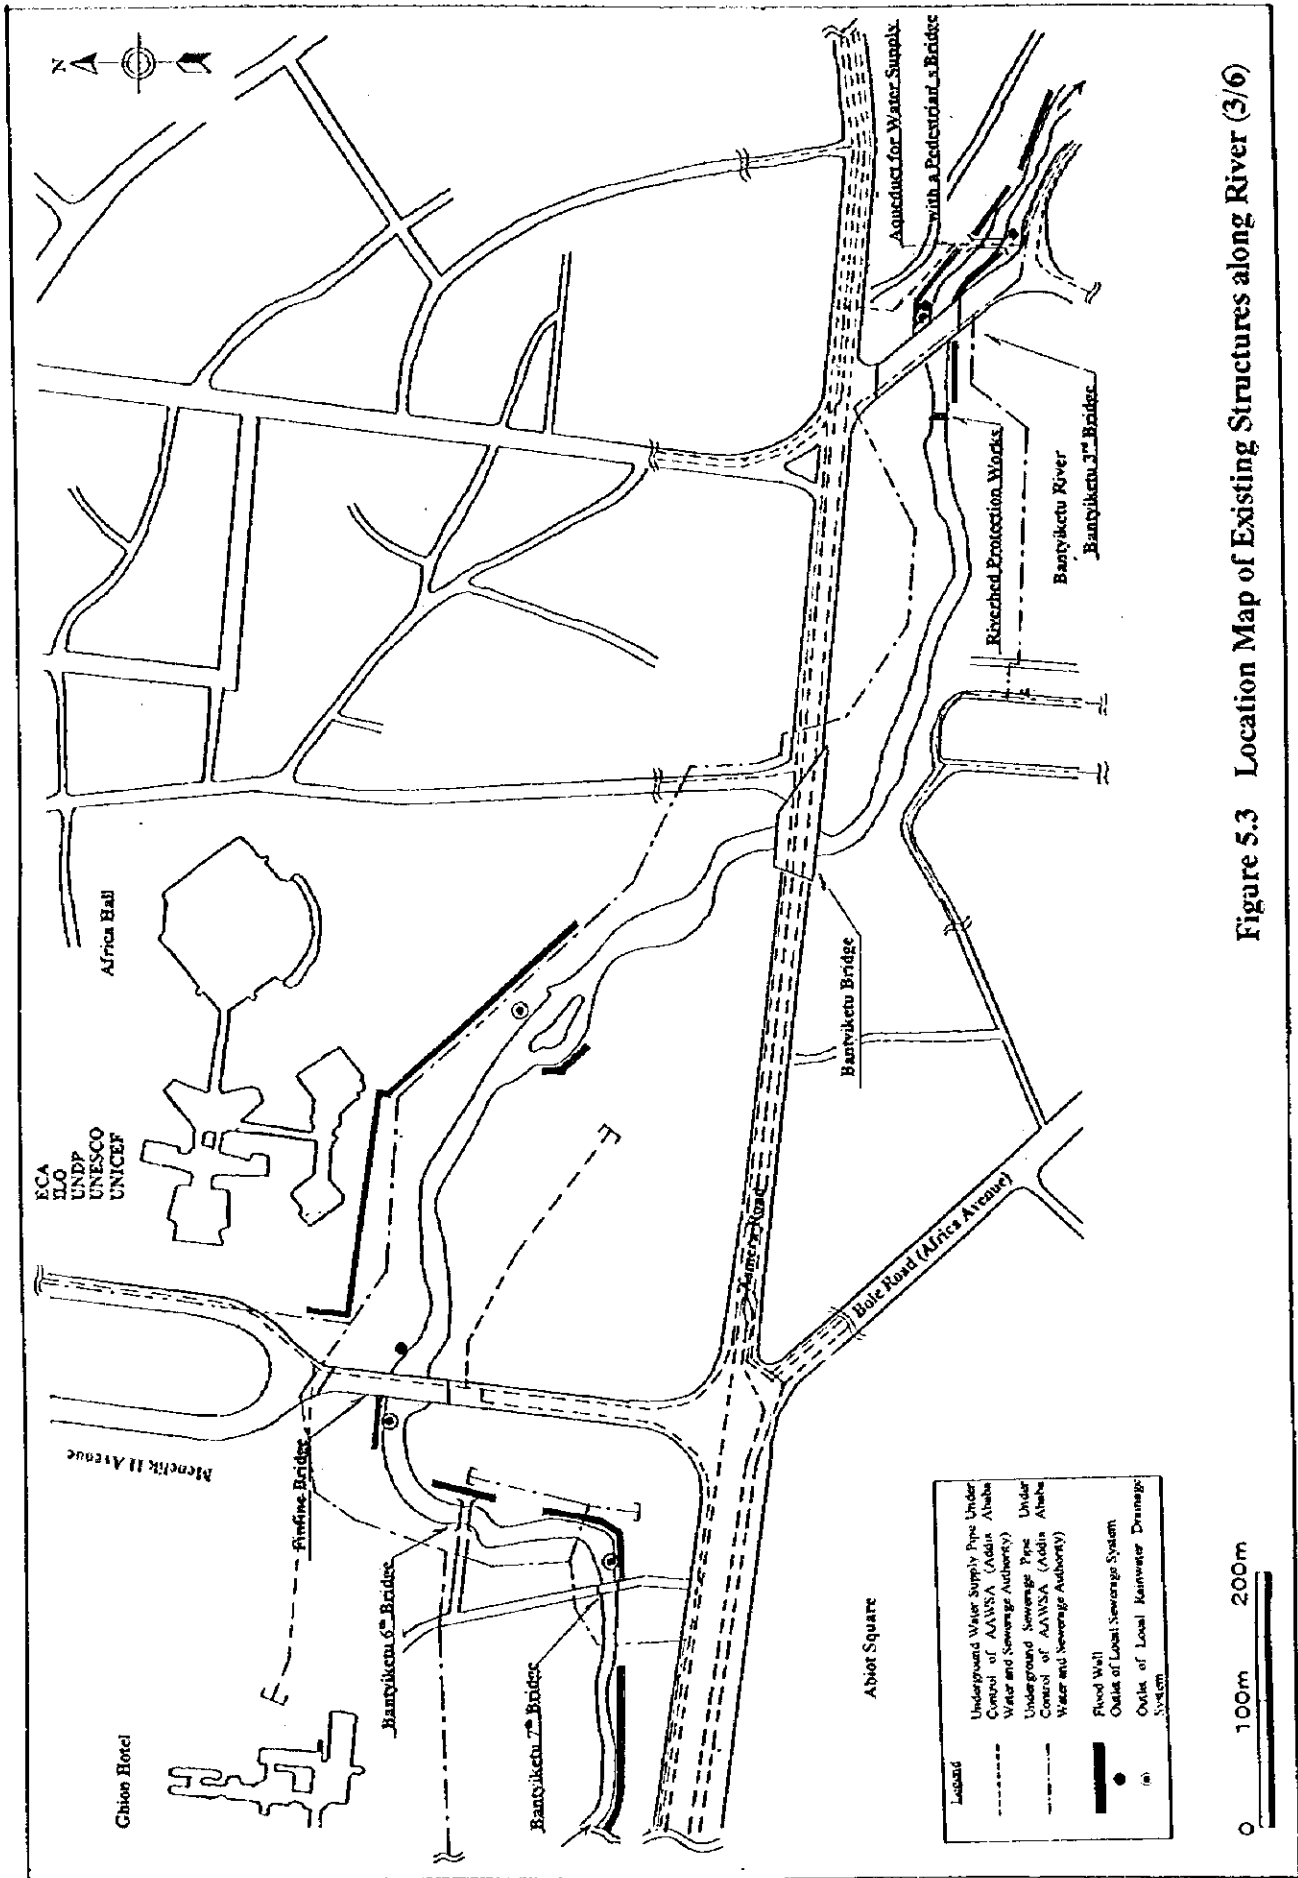 N
Africa Hall
ECA
ILO
UNDP
UNESCO
UNICEF
Menelik II Avenue
Ghion Hotel
Finfine Bridge
Bantyiketu 6th Bridge
Bantyiketu 7th Bridge
Abiot Square
Bole Road (Africa Avenue)
Road
Bantyiketu Bridge
Aqueduct for Water Supply
with a Pedestrian's Bridge
Riverbed Protection Works
Bantyiketu River
Bantyiketu 3rd Bridge
Legend
Underground Water Supply Pipe Under
Control of AAWSA (Addis Ababa
Water and Sewerage Authority)
Underground Sewerage Pipe Under
Control of AAWSA (Addis Ababa
Water and Sewerage Authority)
Flood Wall
Outlet of Local Sewerage System
Outlet of Local Rainwater Drainage
System
0 100m 200m
Figure 5.3 Location Map of Existing Structures along River (3/6)